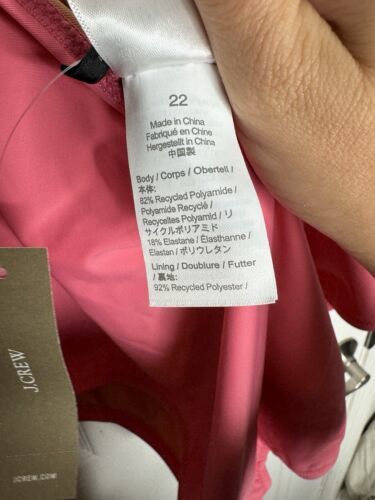 22
Made in China
Fabriqué en Chine
Hergestellt in China
中国製
Body / Corps / Obertell /
本体:
82% Recycled Polyamide /
Polyamide Recyclé /
Recyceltes Polyamid / リ
サイクルポリアミド
18% Elastane / Élasthanne /
Elastan / ポリウレタン
Lining / Doublure / Futter
/ 裏地:
92% Recycled Polyester /
J.CREW
JCREW.COM